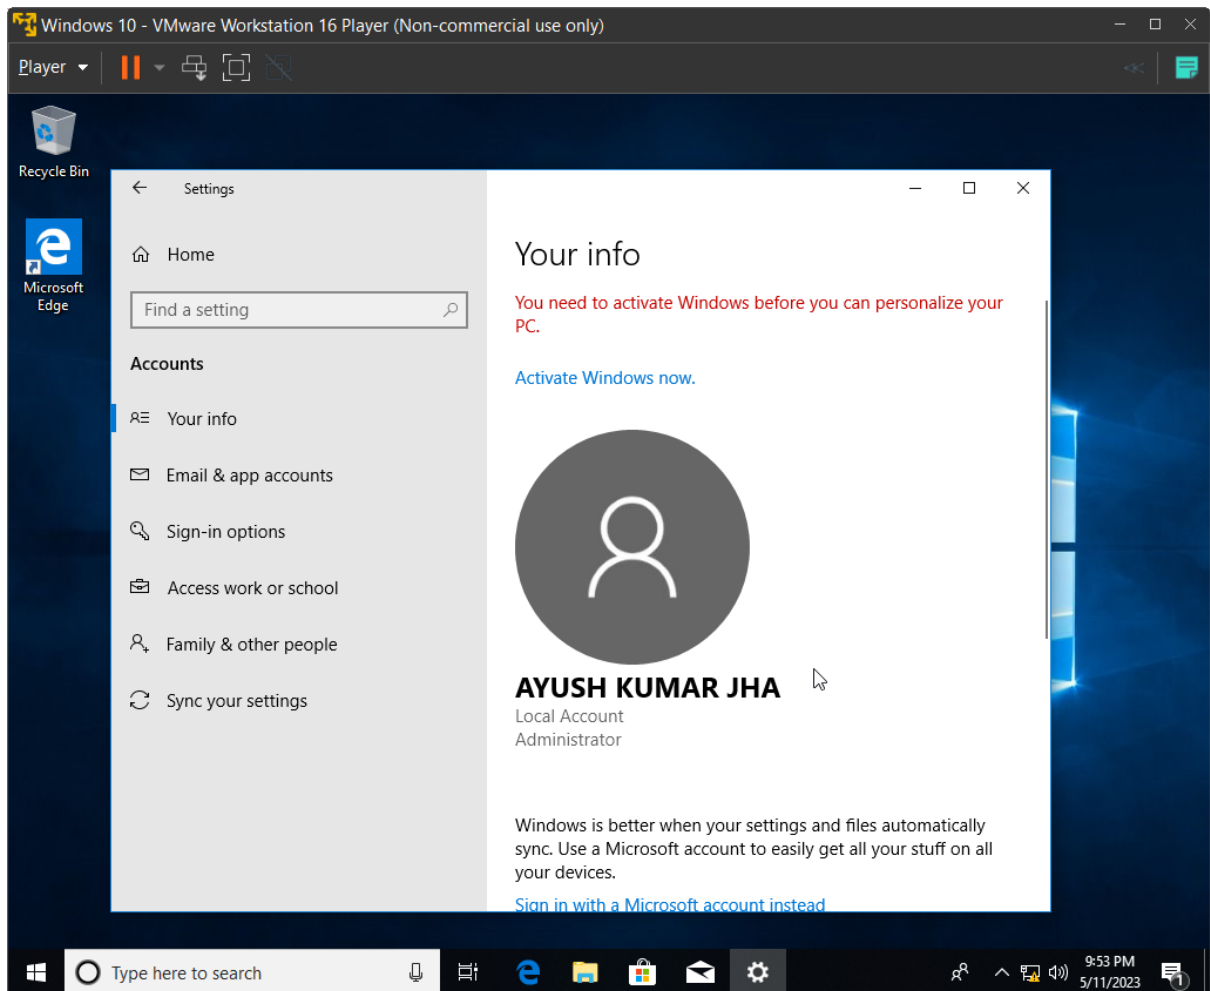 Windows 10 - VMware Workstation 16 Player (Non-commercial use only)
Player
Recycle Bin
Microsoft
Edge
Settings
Home
Find a setting
Accounts
Your info
Email & app accounts
Sign-in options
Access work or school
Family & other people
Sync your settings
Your info
You need to activate Windows before you can personalize your
PC.
Activate Windows now.
AYUSH KUMAR JHA
Local Account
Administrator
Windows is better when your settings and files automatically
sync. Use a Microsoft account to easily get all your stuff on all
your devices.
Sign in with a Microsoft account instead
Type here to search
9:53 PM
5/11/2023
1